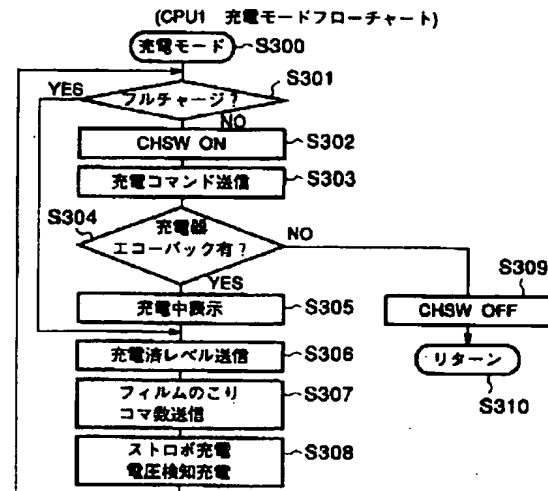 (CPU1 充電モードフローチャート)
充電モード
S300
フルチャージ?
S301
YES
NO
CHSW ON
S302
充電コマンド送信
S303
充電器
エコーバック有?
S304
NO
YES
充電中表示
S305
充電済レベル送信
S306
フィルムのこり
コマ数送信
S307
ストロボ充電
電圧検知充電
S308
S309
CHSW OFF
リターン
S310